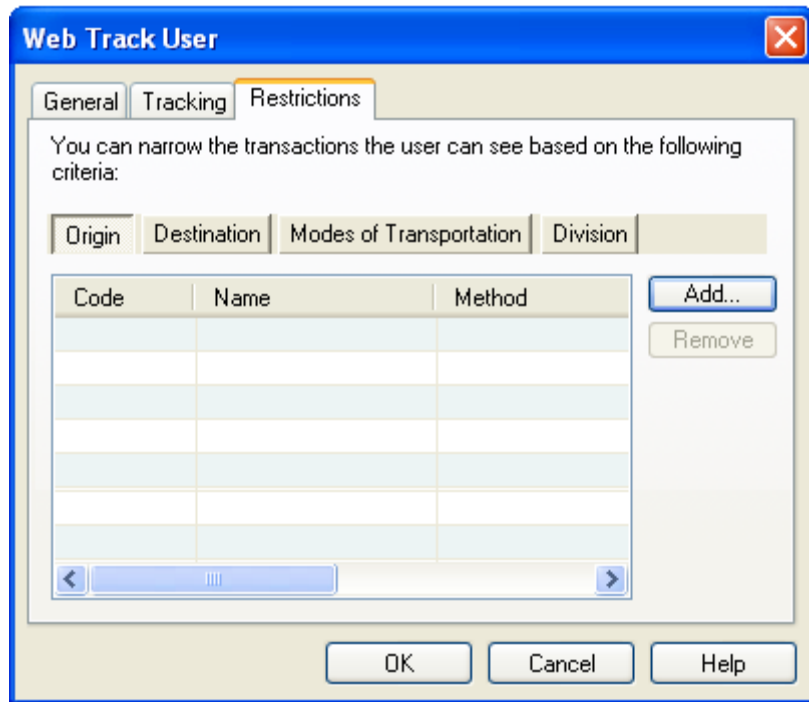 Web Track User
General Tracking Restrictions
You can narrow the transactions the user can see based on the following
criteria:
Origin Destination Modes of Transportation Division
Code Name Method
Add...
Remove
OK Cancel Help